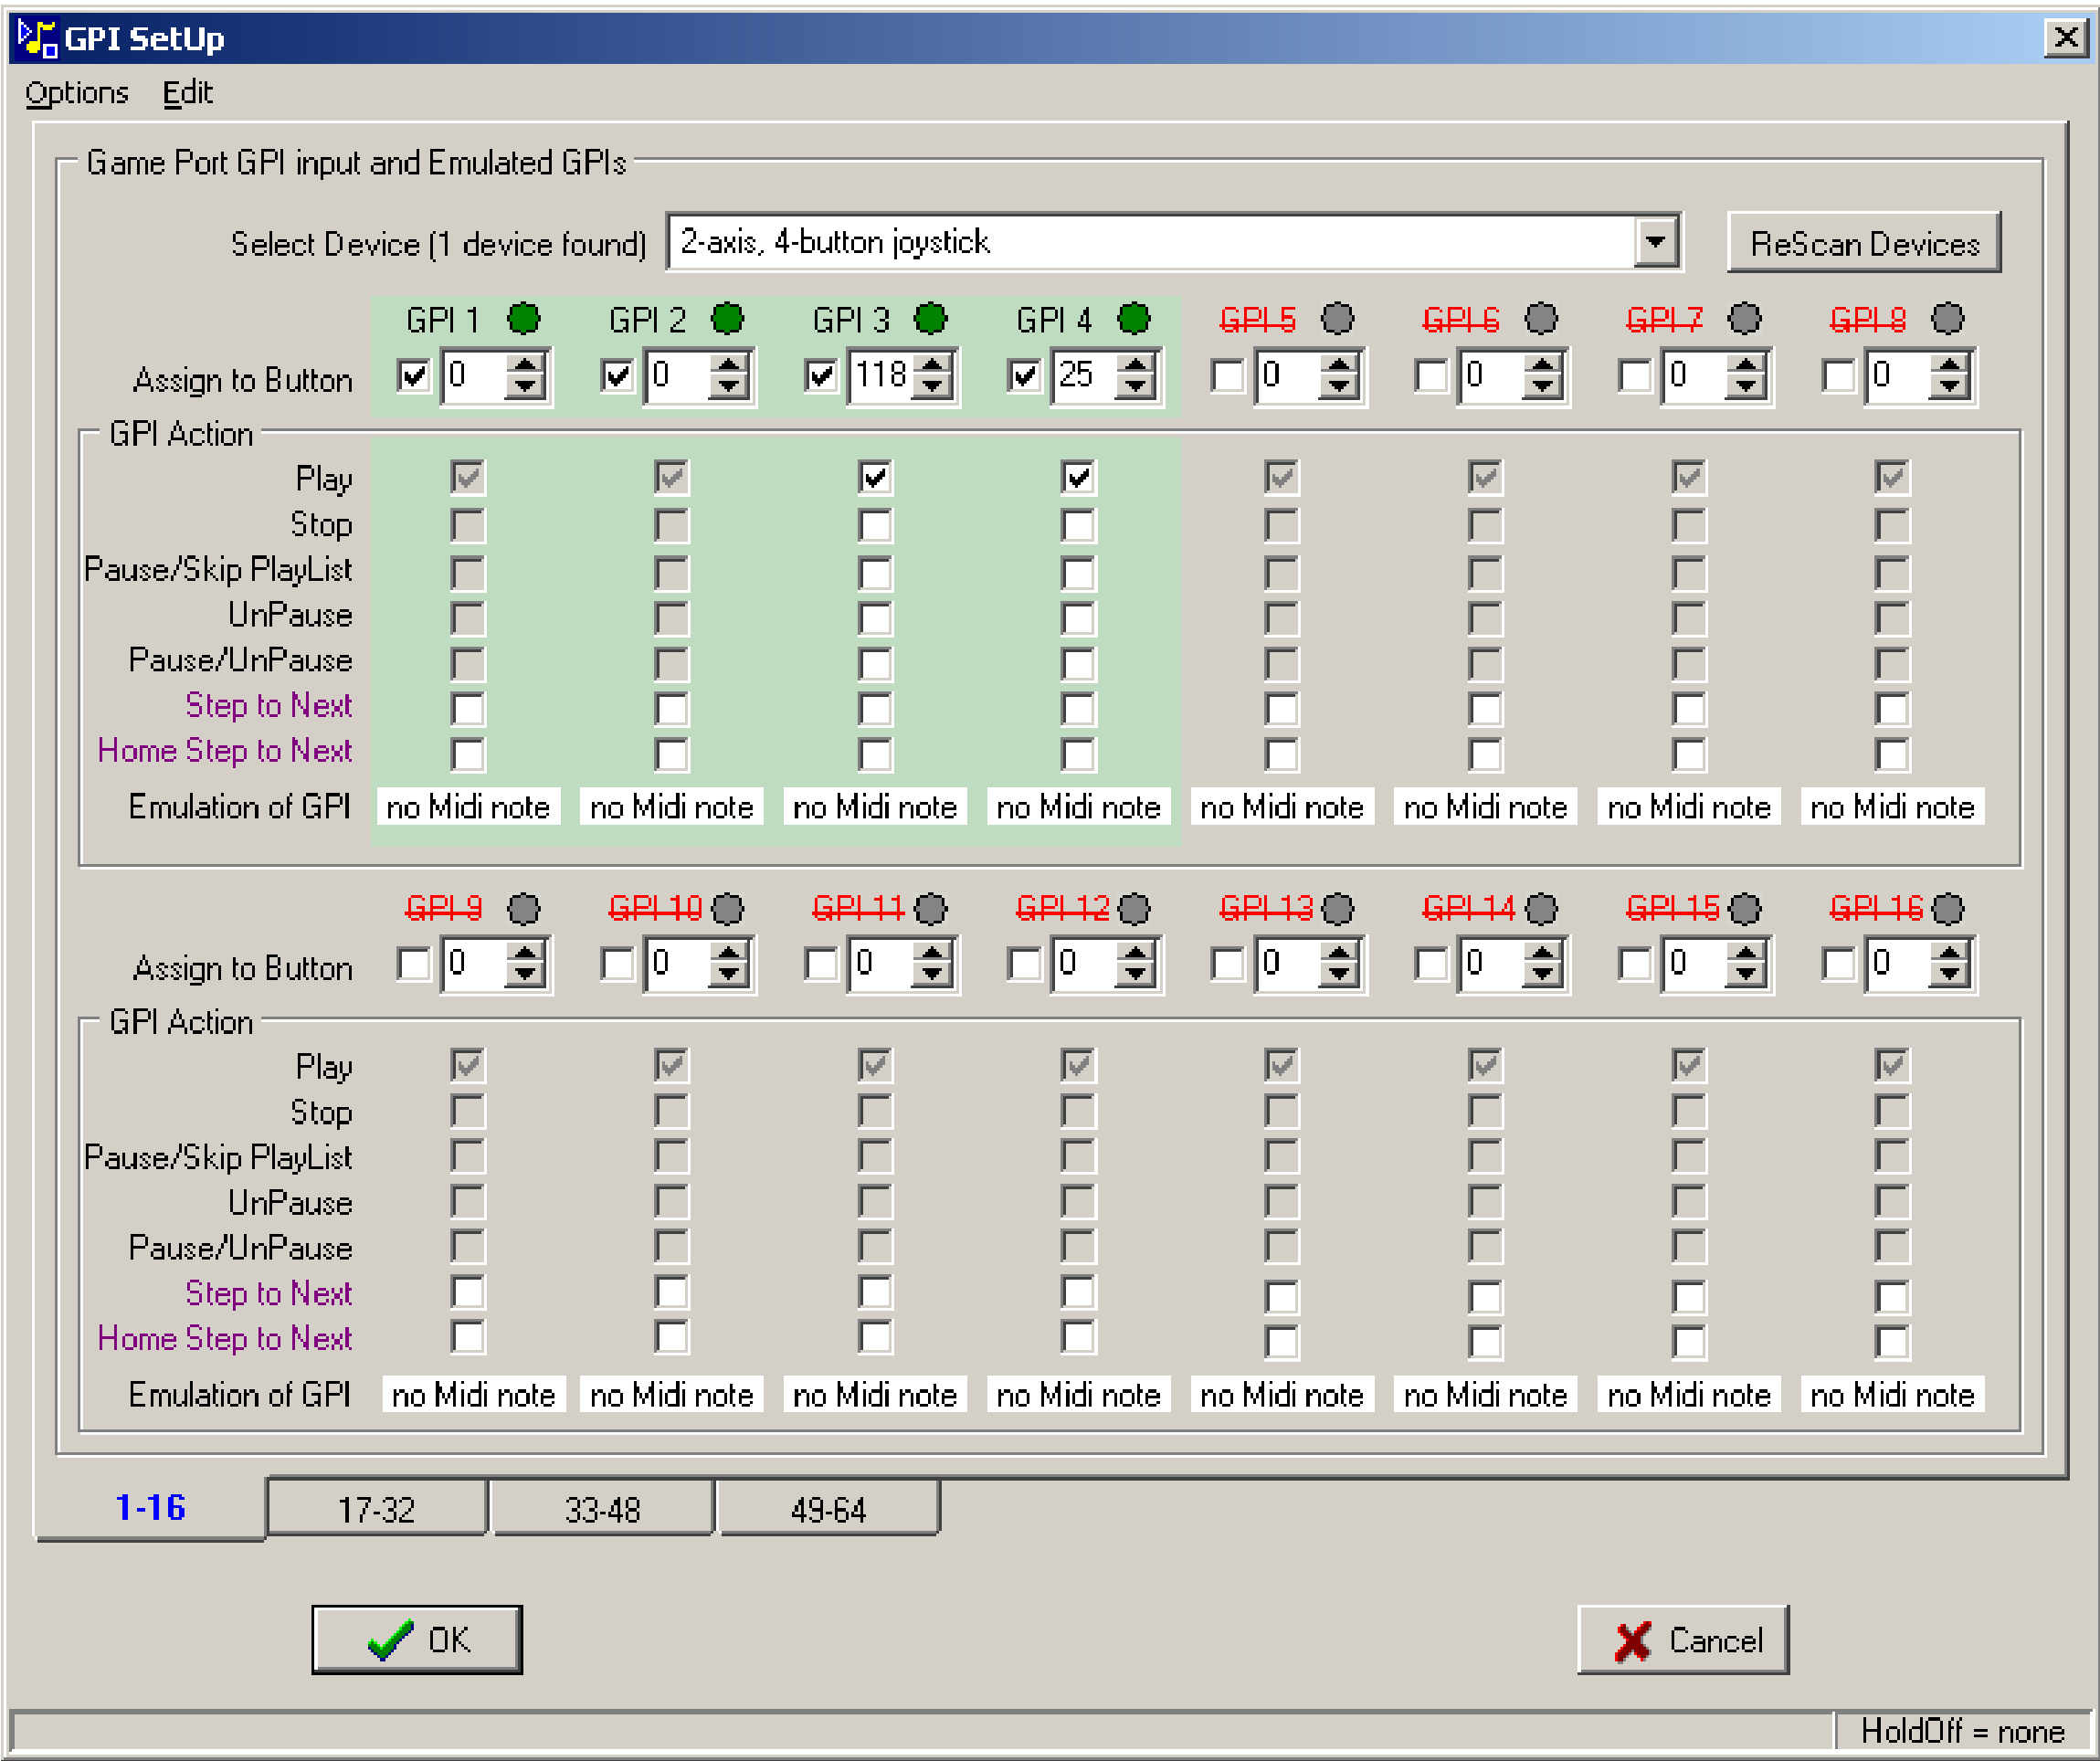 GPI SetUp
Options Edit
Game Port GPI input and Emulated GPIs
Select Device (1 device found) 2-axis, 4-button joystick ReScan Devices
GPI 1 GPI 2 GPI 3 GPI 4 GPI 5 GPI 6 GPI 7 GPI 8
Assign to Button 0 0 118 25 0 0 0 0
GPI Action
Play
Stop
Pause/Skip PlayList
UnPause
Pause/UnPause
Step to Next
Home Step to Next
Emulation of GPI no Midi note no Midi note no Midi note no Midi note no Midi note no Midi note no Midi note no Midi note
GPI 9 GPI 10 GPI 11 GPI 12 GPI 13 GPI 14 GPI 15 GPI 16
Assign to Button 0 0 0 0 0 0 0 0
GPI Action
Play
Stop
Pause/Skip PlayList
UnPause
Pause/UnPause
Step to Next
Home Step to Next
Emulation of GPI no Midi note no Midi note no Midi note no Midi note no Midi note no Midi note no Midi note no Midi note
1-16 17-32 33-48 49-64
OK Cancel
HoldOff = none